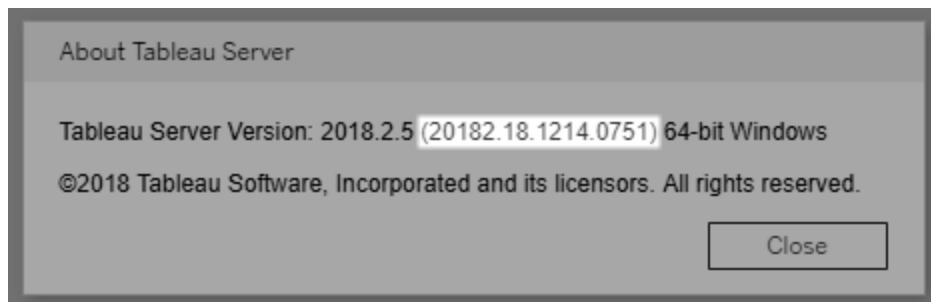 About Tableau Server
Tableau Server Version: 2018.2.5 (20182.18.1214.0751) 64-bit Windows
©2018 Tableau Software, Incorporated and its licensors. All rights reserved.
Close